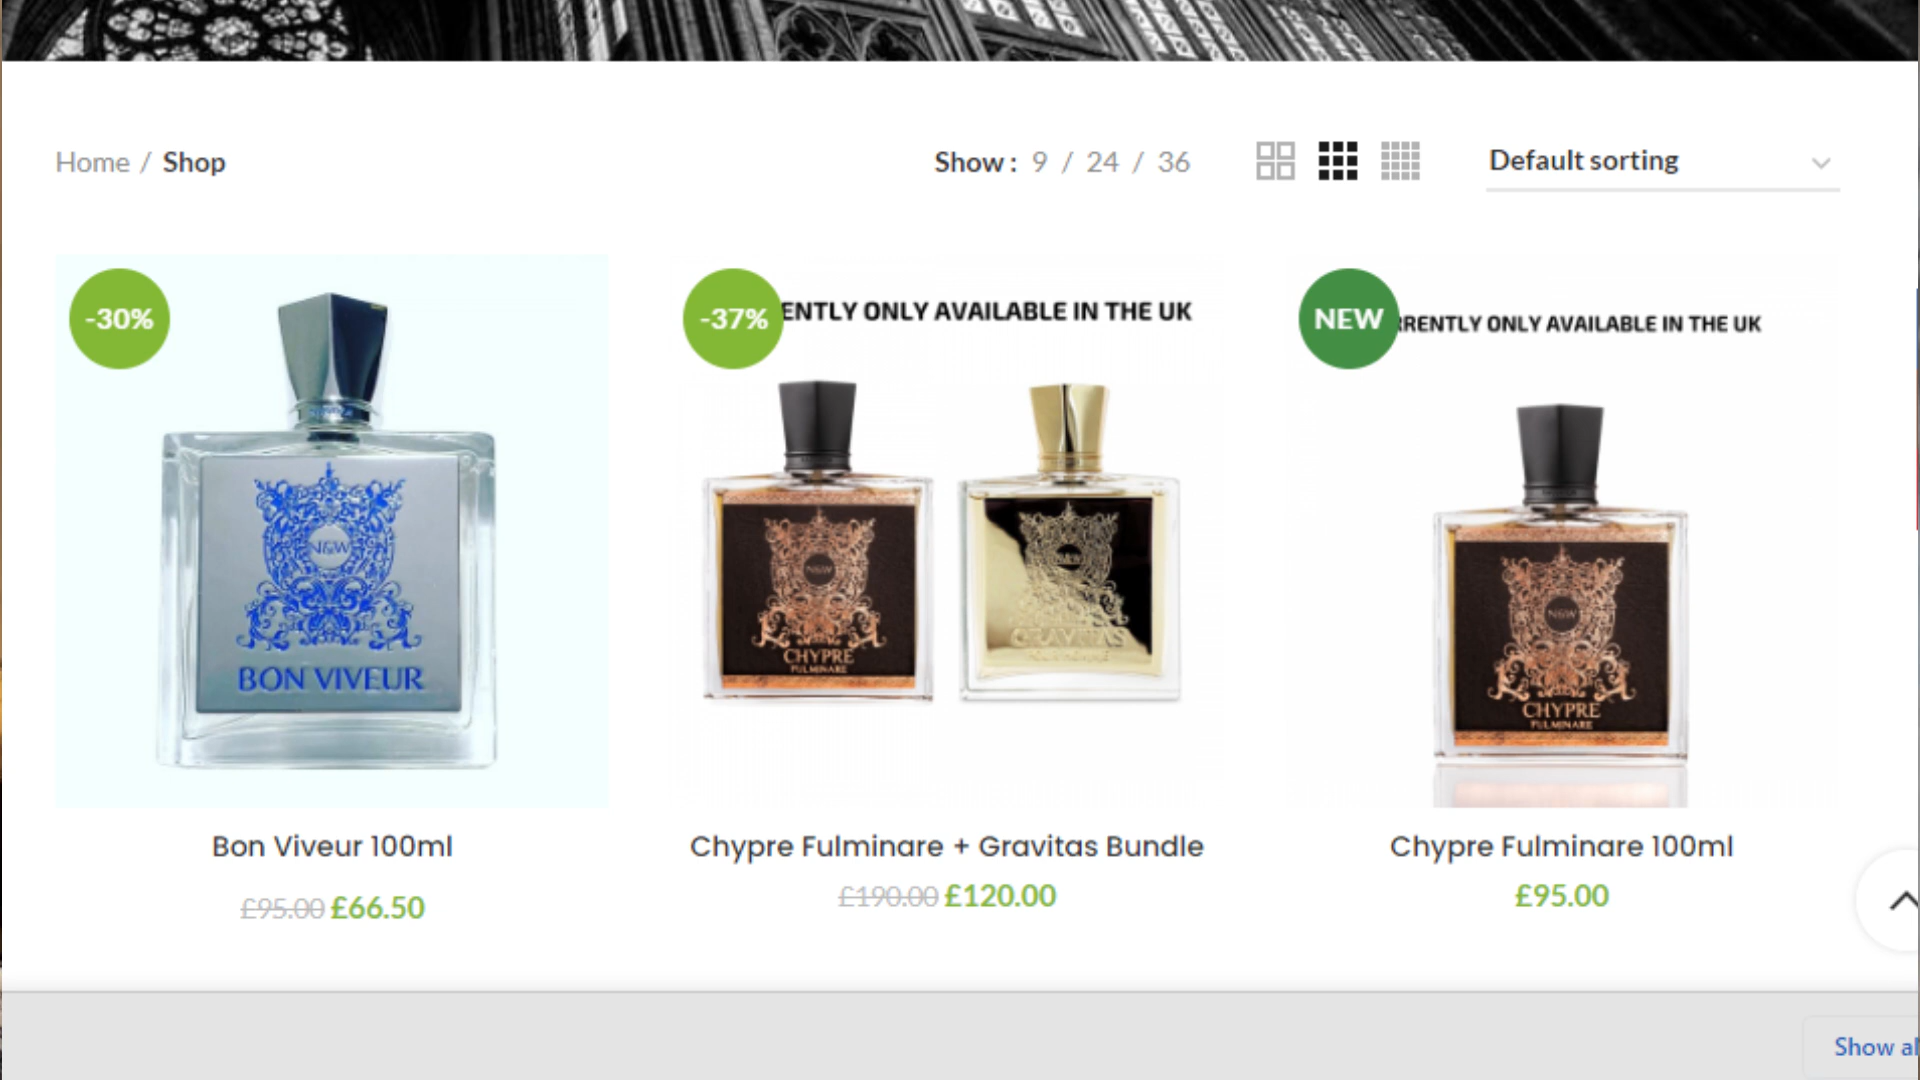 Home / Shop
Show : 9 / 24 / 36
Default sorting
-30%
N&W
BON VIVEUR
-37%
ENTLY ONLY AVAILABLE IN THE UK
N&W
CHYPRE
FULMINARE
N&W
GRAVITAS
NEW
RRENTLY ONLY AVAILABLE IN THE UK
N&W
CHYPRE
FULMINARE
Bon Viveur 100ml
£95.00 £66.50
Chypre Fulminare + Gravitas Bundle
£190.00 £120.00
Chypre Fulminare 100ml
£95.00
Show al